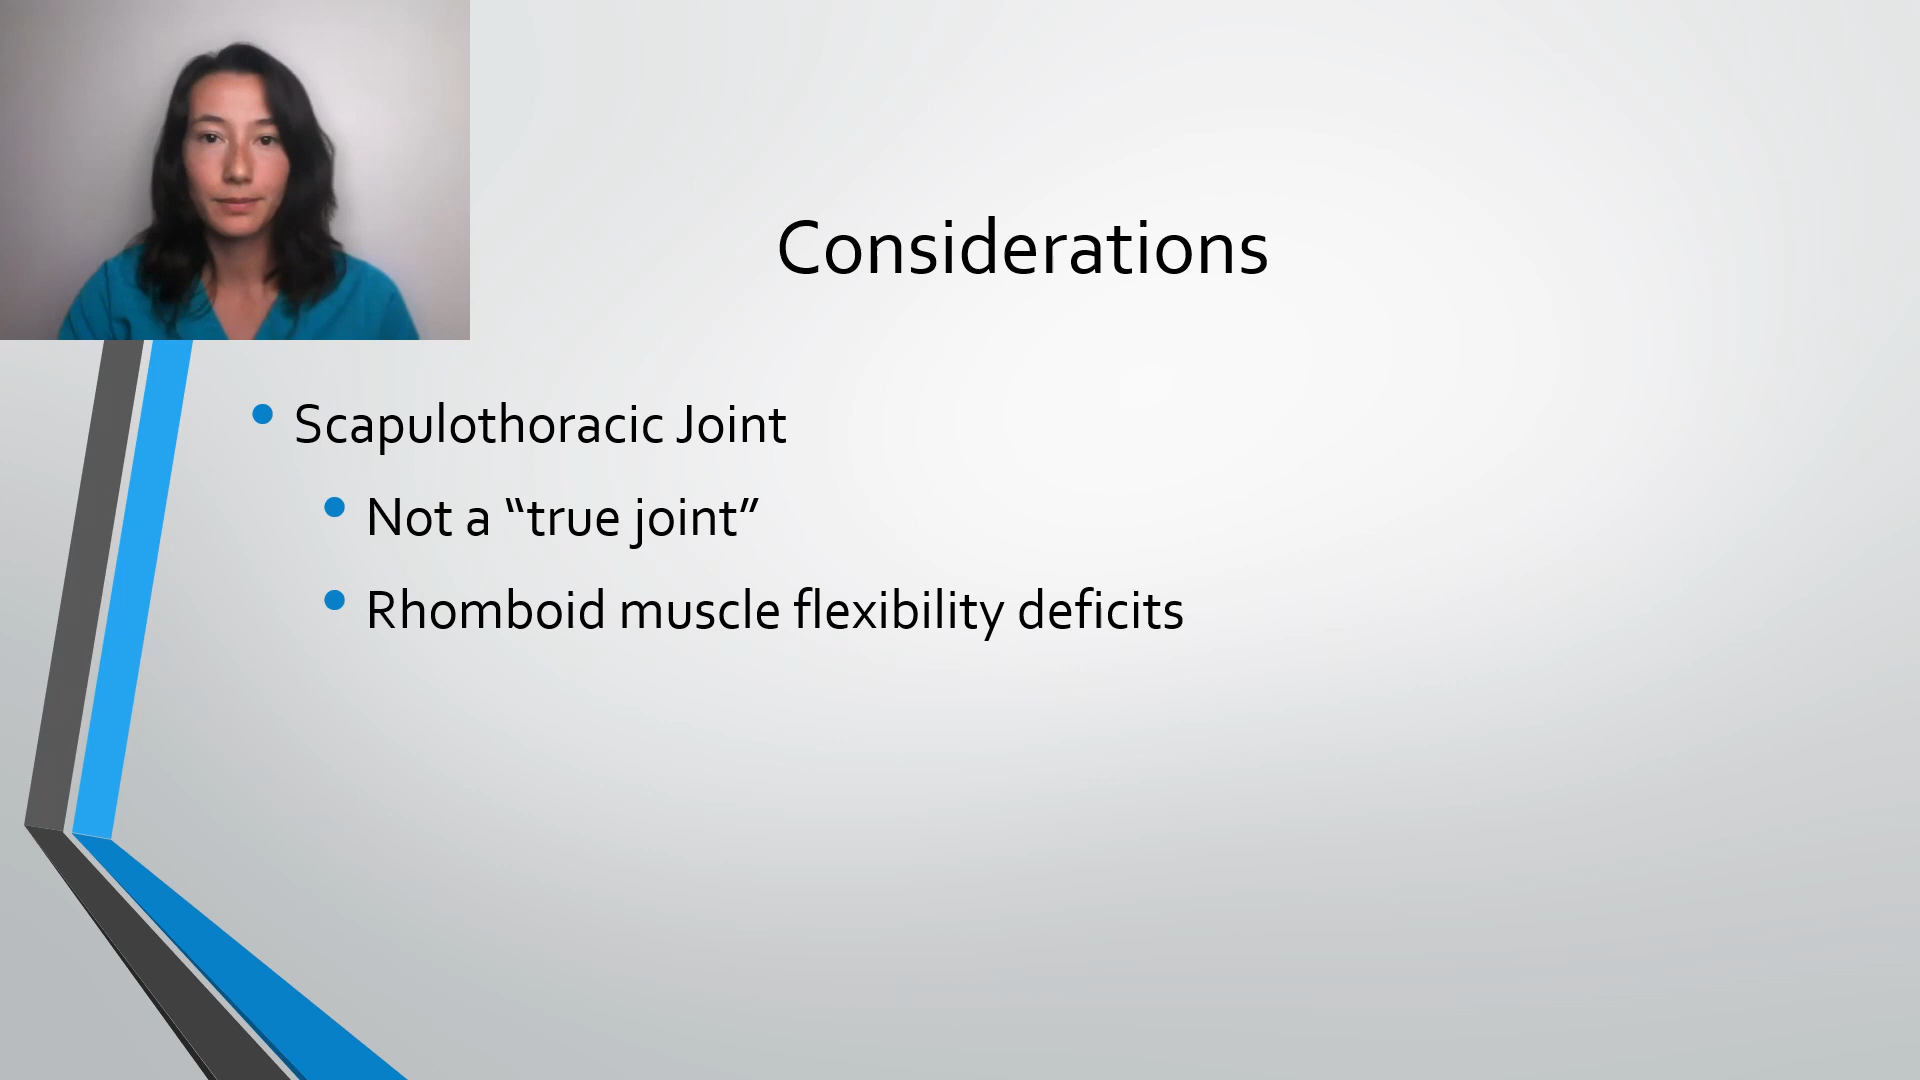 Considerations
Scapulothoracic Joint
Not a “true joint”
Rhomboid muscle flexibility deficits